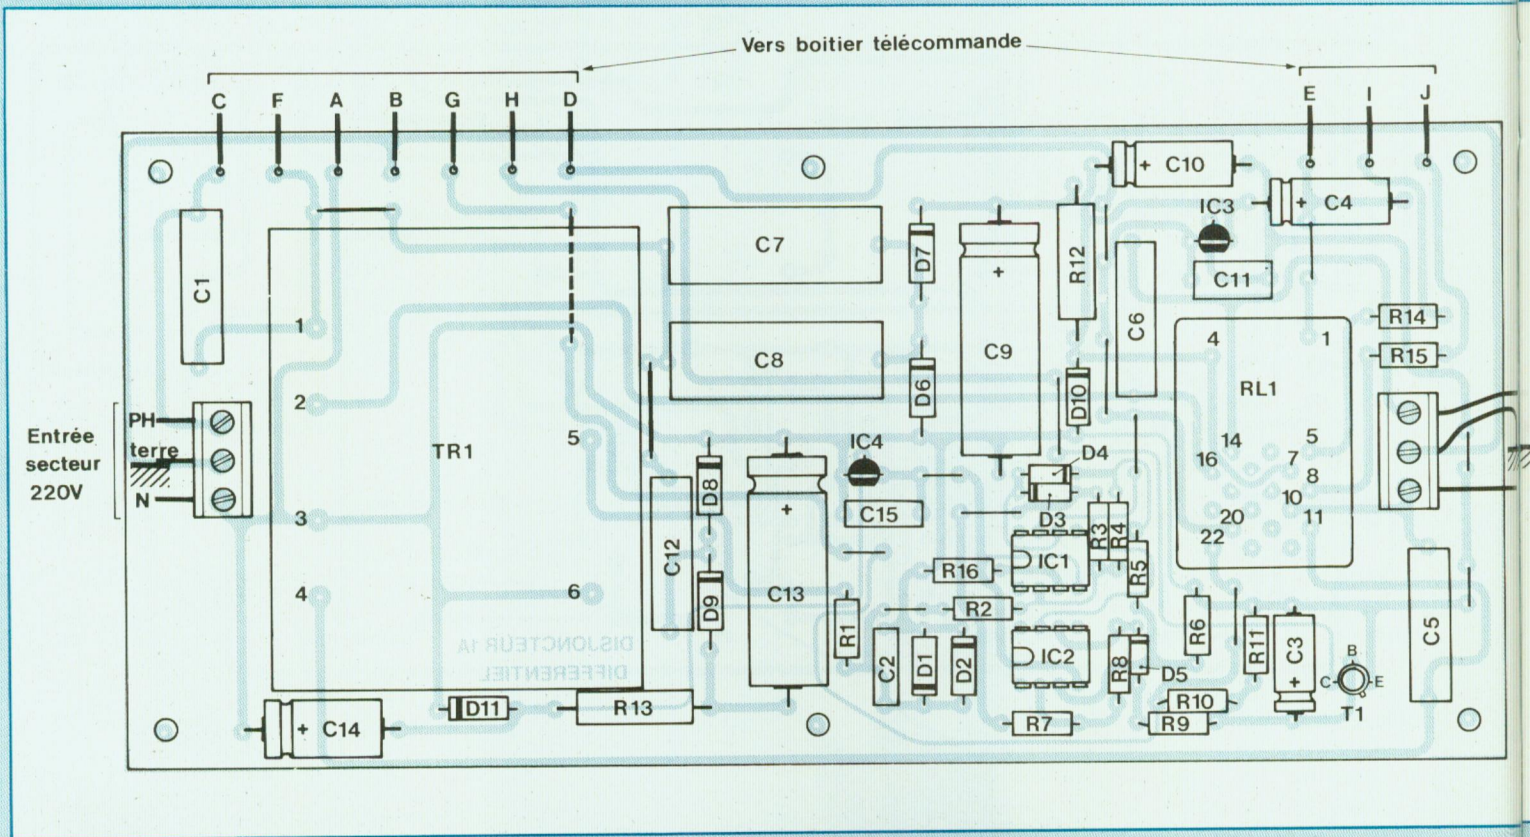 Vers boitier télécommande
C F A B G H D E I J
C10
C4
IC3
C1
C7
D7
R12
C11
C6
1
4
1
R14
C8
C9
R15
D6
D10
RL1
2
PH
Entrée
secteur
220V
terre
N
TR1
5
IC4
D4
14
5
16
7
8
D8
C15
D3
10
3
20
11
R3
R4
22
C12
R16
IC1
R5
4
6
D9
C13
R1
R2
R6
C5
DISJONCTEUR 1A
DIFFERENTIEL
C2
D1
D2
IC2
R8
D5
R11
C3
B
C
E
T1
D11
R13
R10
C14
R7
R9